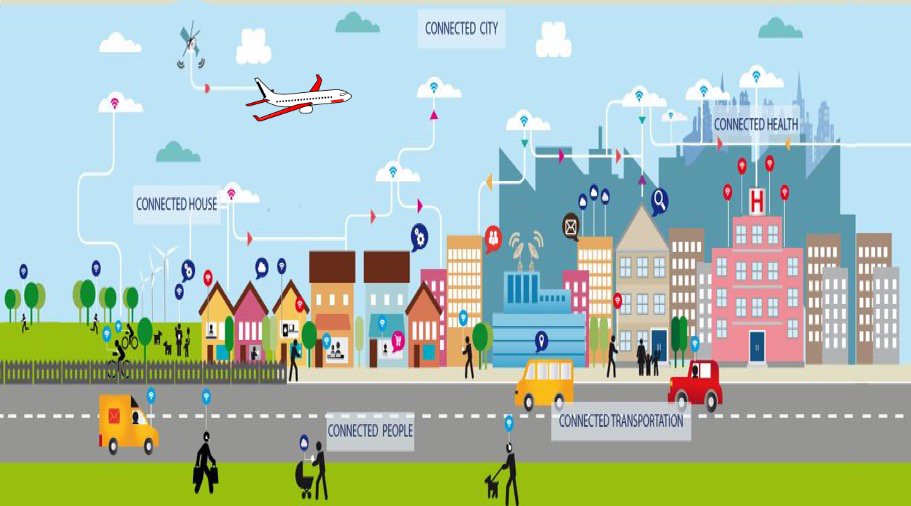 CONNECTED CITY
CONNECTED HEALTH
CONNECTED HOUSE
H
CONNECTED TRANSPORTATION
CONNECTED PEOPLE